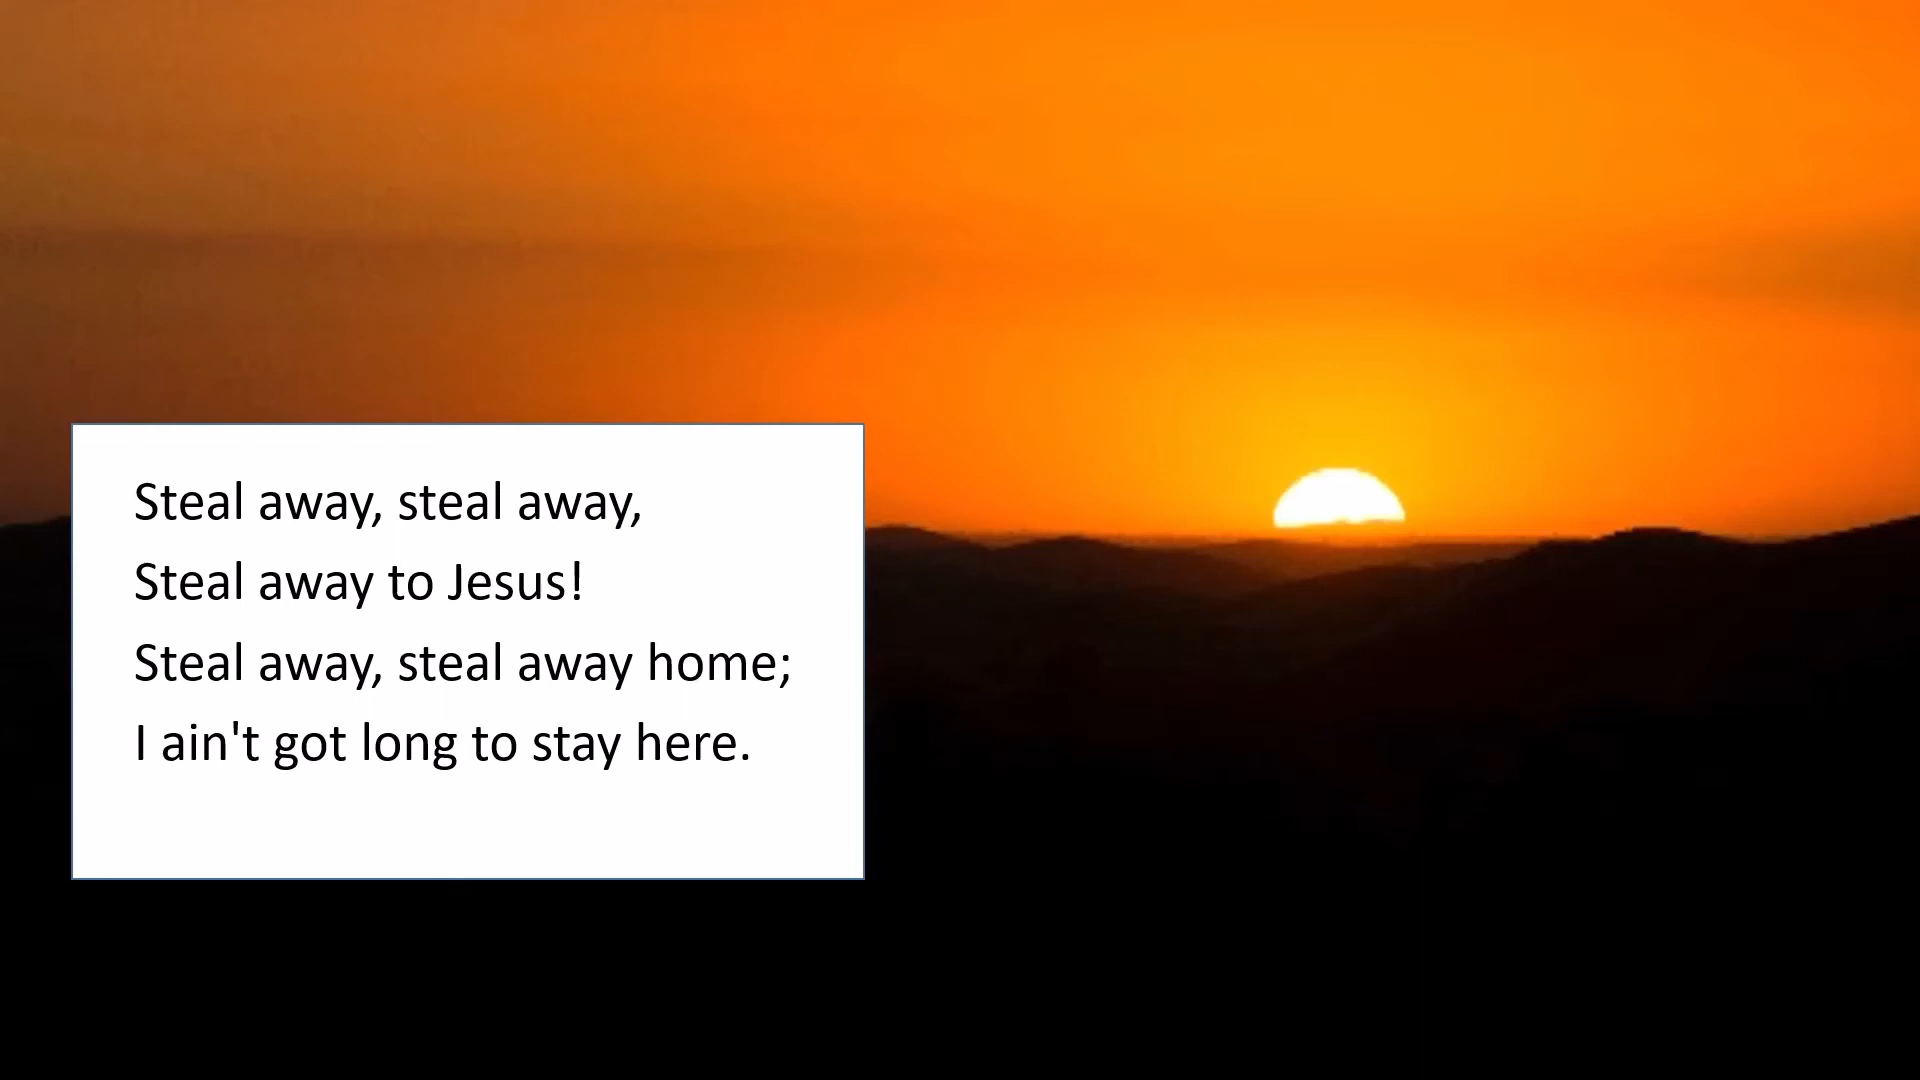 Steal away, steal away,
Steal away to Jesus!
Steal away, steal away home;
I ain't got long to stay here.